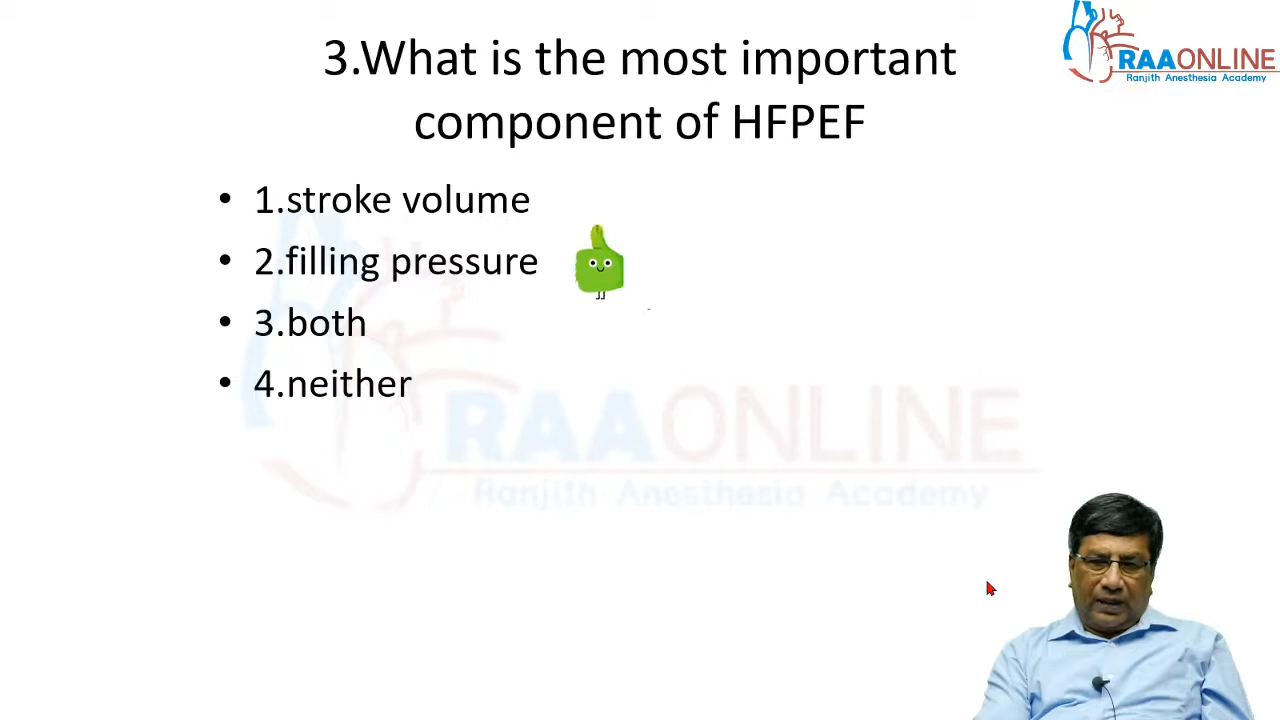 RAAONLINE
Ranjith Anesthesia Academy
3.What is the most important
component of HFPEF
• 1.stroke volume
• 2.filling pressure
• 3.both
• 4.neither
RAAONLINE
Ranjith Anesthesia Academy